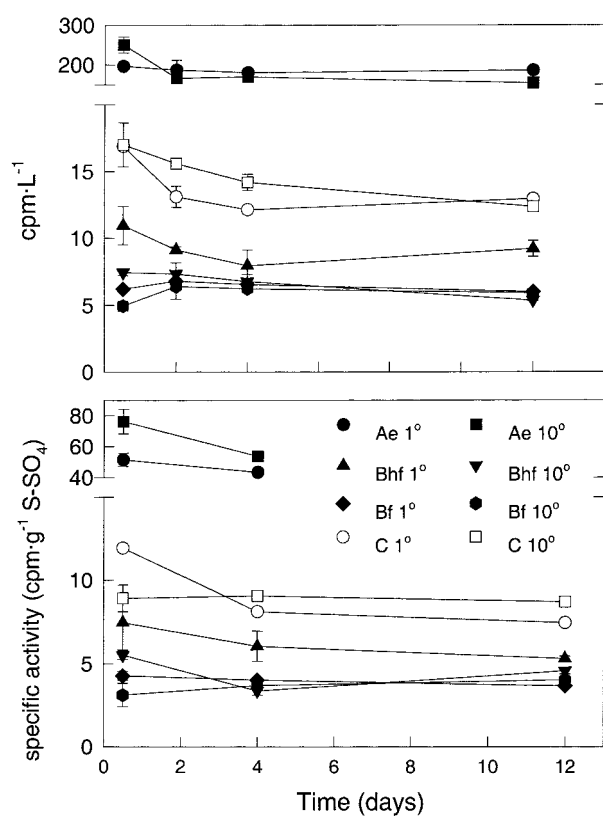 300
200
15
10
5
0
cpm·L⁻¹
80
60
40
10
5
0
specific activity (cpm·g⁻¹ S-SO₄)
Ae 1° Ae 10°
Bhf 1° Bhf 10°
Bf 1° Bf 10°
C 1° C 10°
0 2 4 6 8 10 12
Time (days)